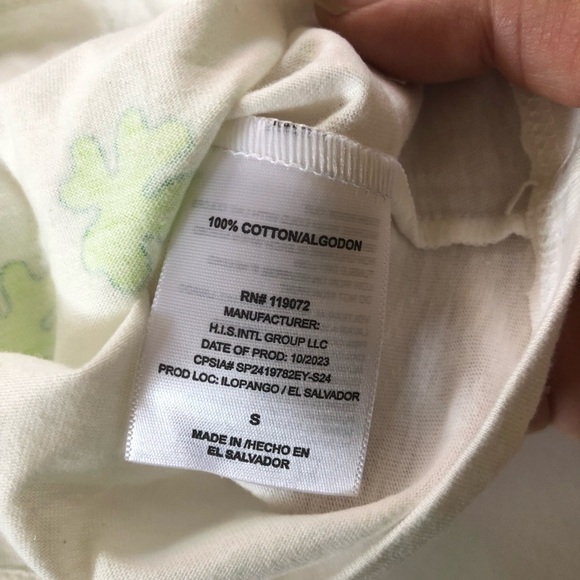 100% COTTON/ALGODON
RN# 119072
MANUFACTURER:
H.I.S.INTL GROUP LLC
DATE OF PROD: 10/2023
CPSIA# SP2419782EY-S24
PROD LOC: ILOPANGO / EL SALVADOR
S
MADE IN /HECHO EN
EL SALVADOR